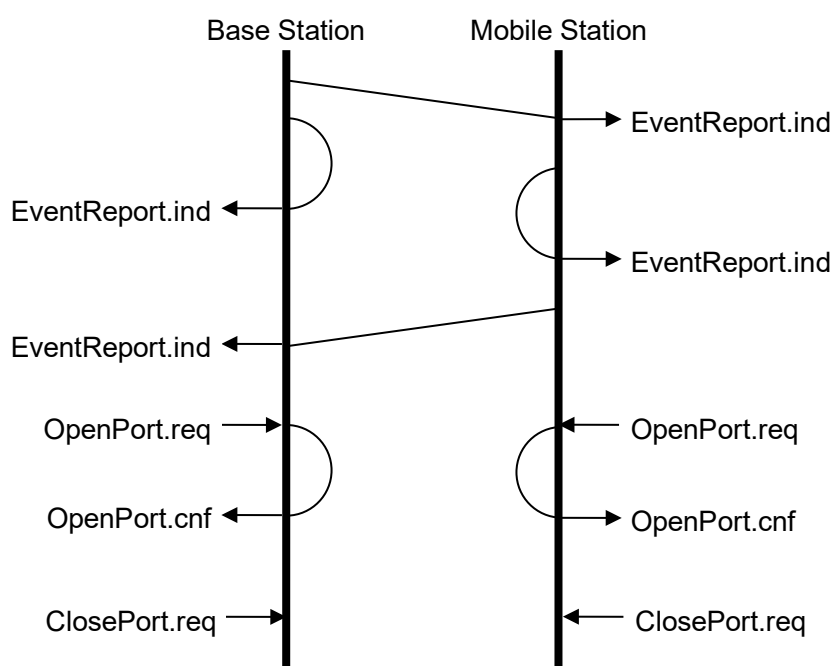 Base Station
Mobile Station
EventReport.ind
EventReport.ind
EventReport.ind
EventReport.ind
OpenPort.req
OpenPort.req
OpenPort.cnf
OpenPort.cnf
ClosePort.req
ClosePort.req